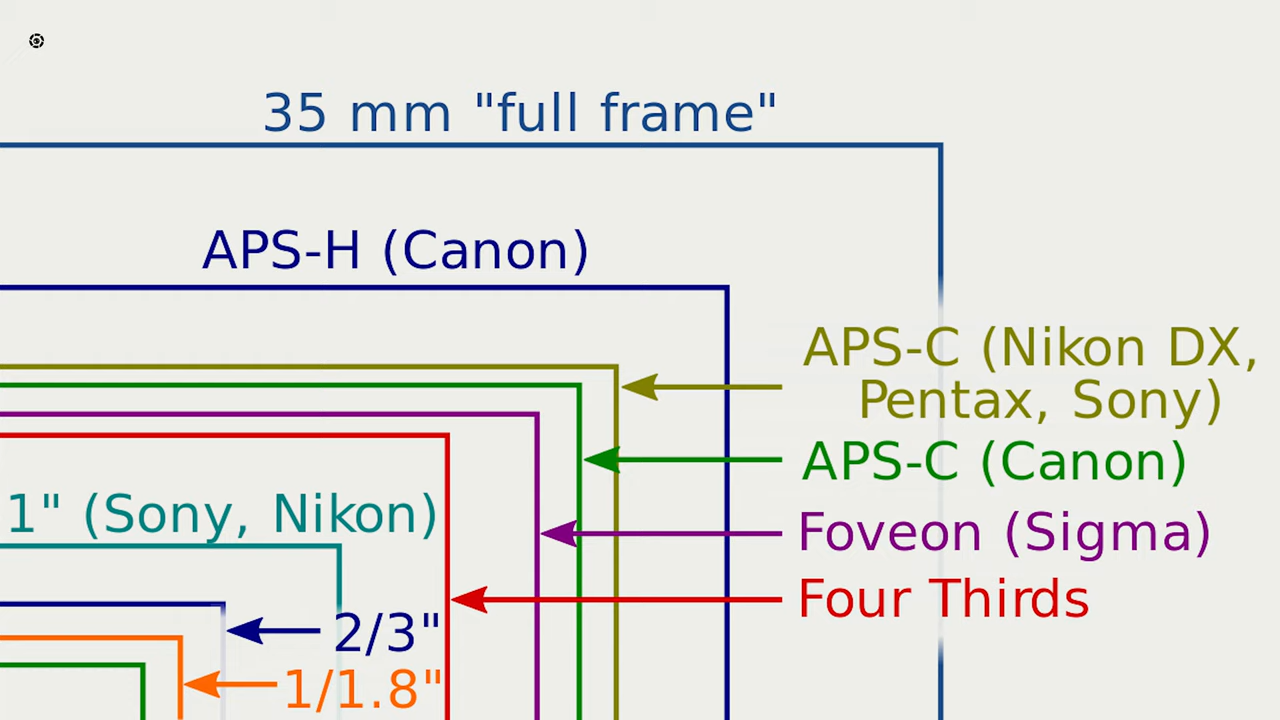 35 mm "full frame"
APS-H (Canon)
APS-C (Nikon DX,
Pentax, Sony)
APS-C (Canon)
1" (Sony, Nikon)
Foveon (Sigma)
Four Thirds
2/3"
1/1.8"